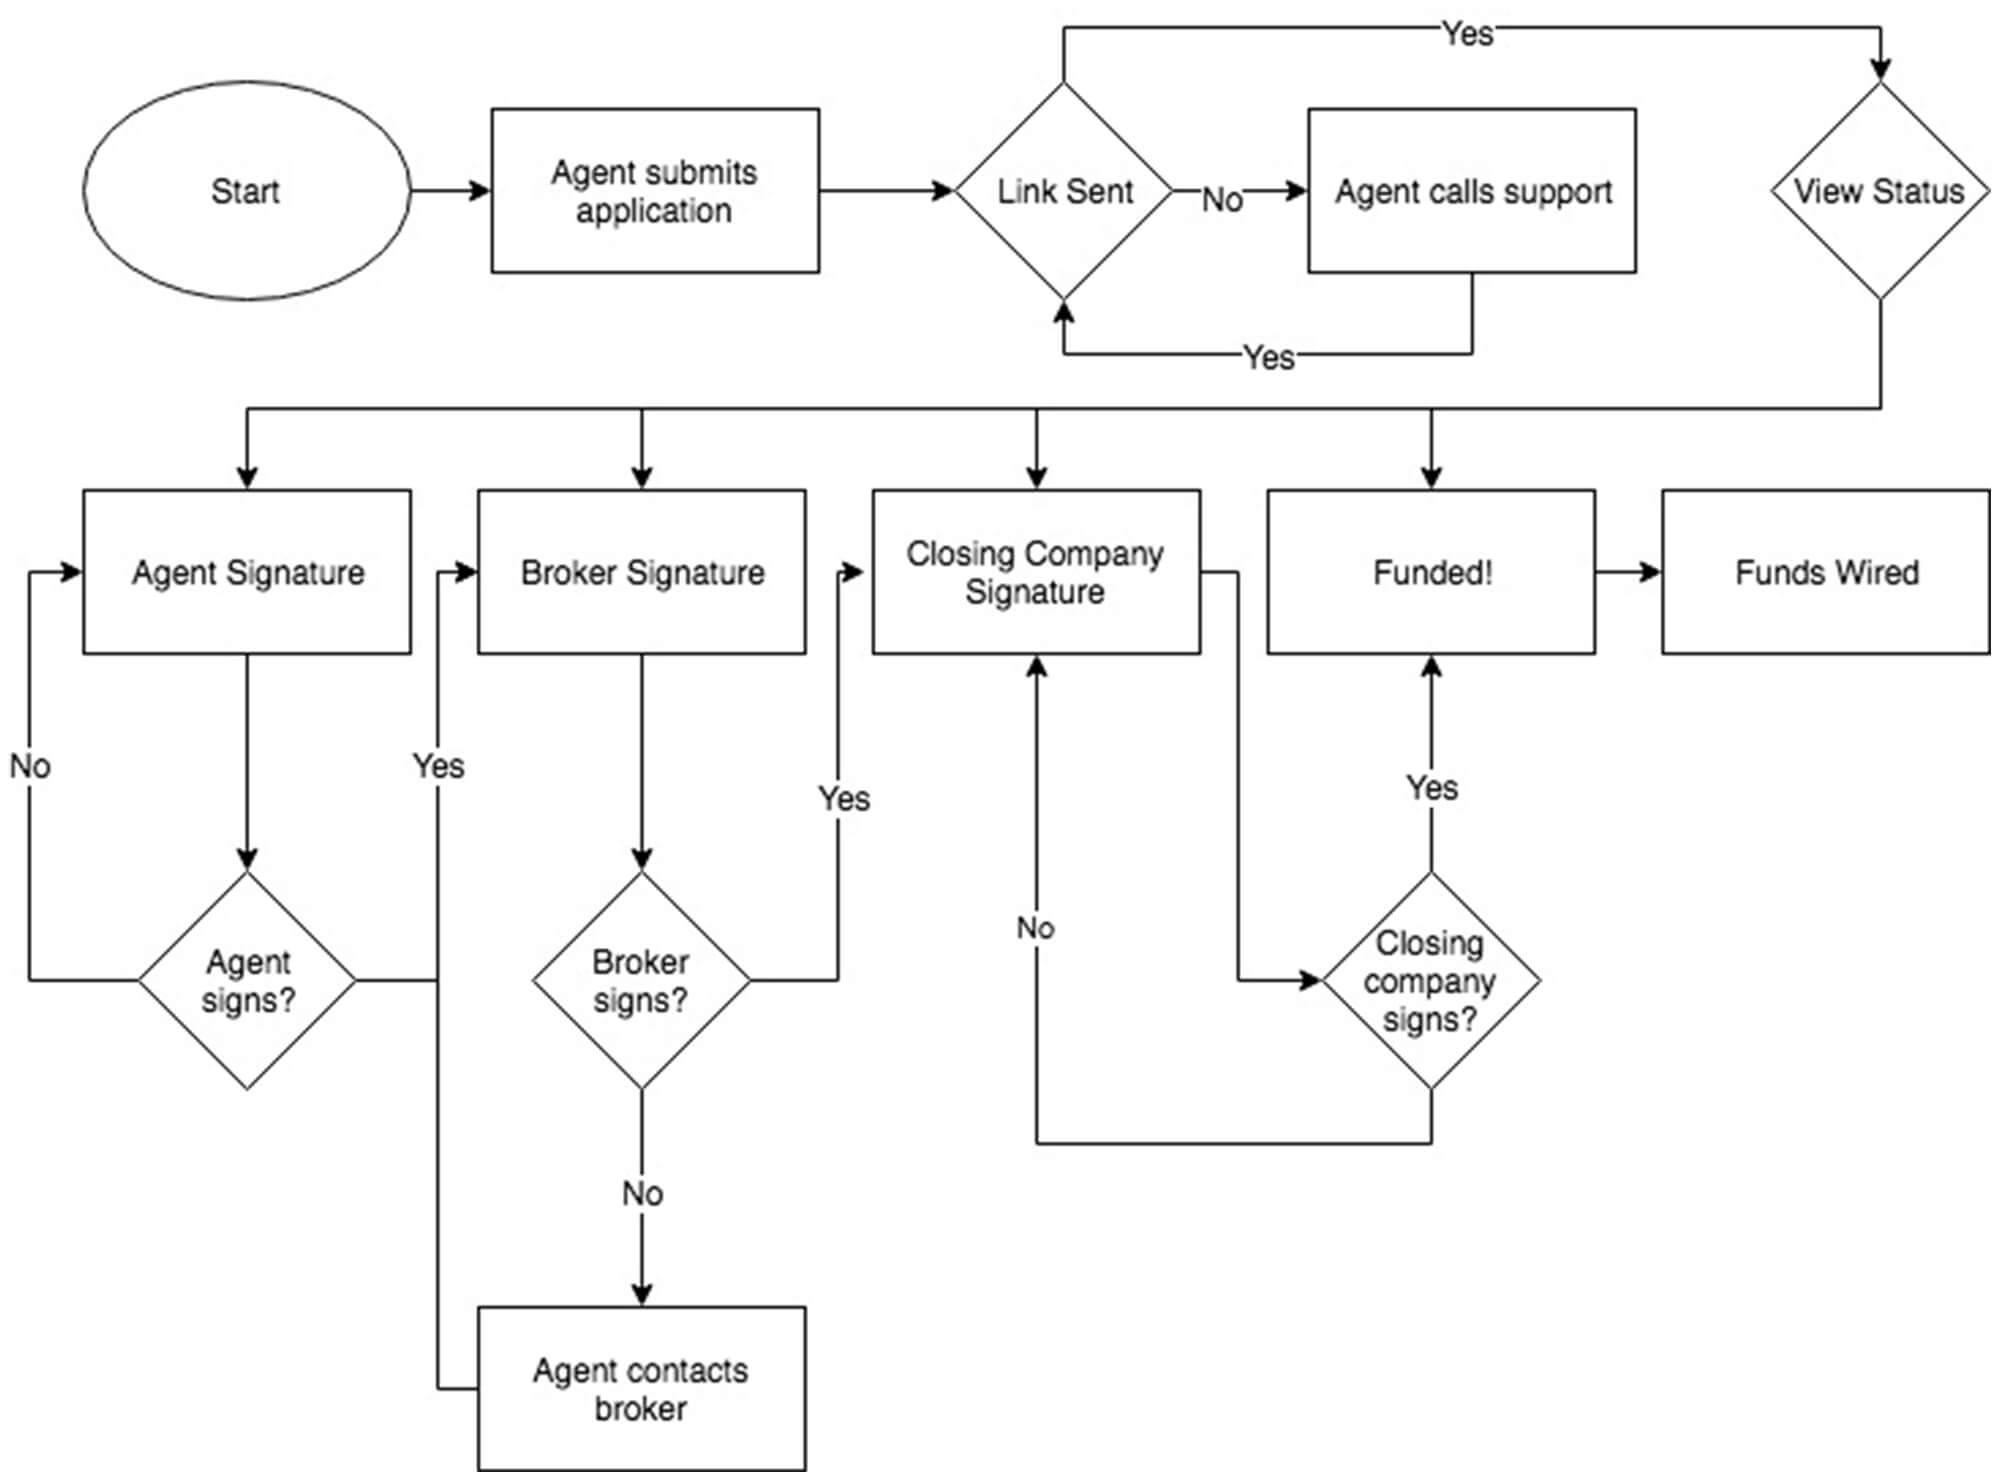 Yes
Start
Agent submits
application
Link Sent
No
Agent calls support
View Status
Yes
Agent Signature
Broker Signature
Closing Company
Signature
Funded!
Funds Wired
No
Yes
Yes
Yes
No
Agent
signs?
Broker
signs?
Closing
company
signs?
No
Agent contacts
broker